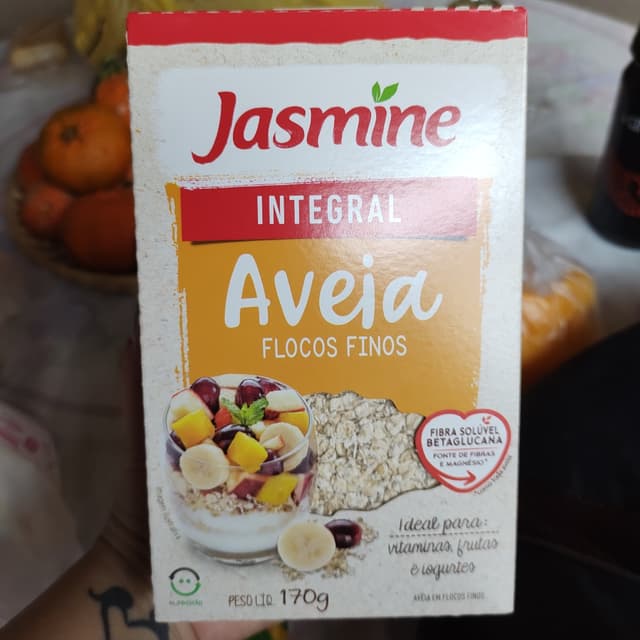 Jasmine
INTEGRAL
Aveia
FLOCOS FINOS
FIBRA SOLÚVEL
BETAGLUCANA
FONTE DE FIBRAS
E MAGNÉSIO*
Ideal para:
vitaminas, frutas
e iogurtes
PESO LIQ. 170g
AVEIA EM FLOCOS FINOS